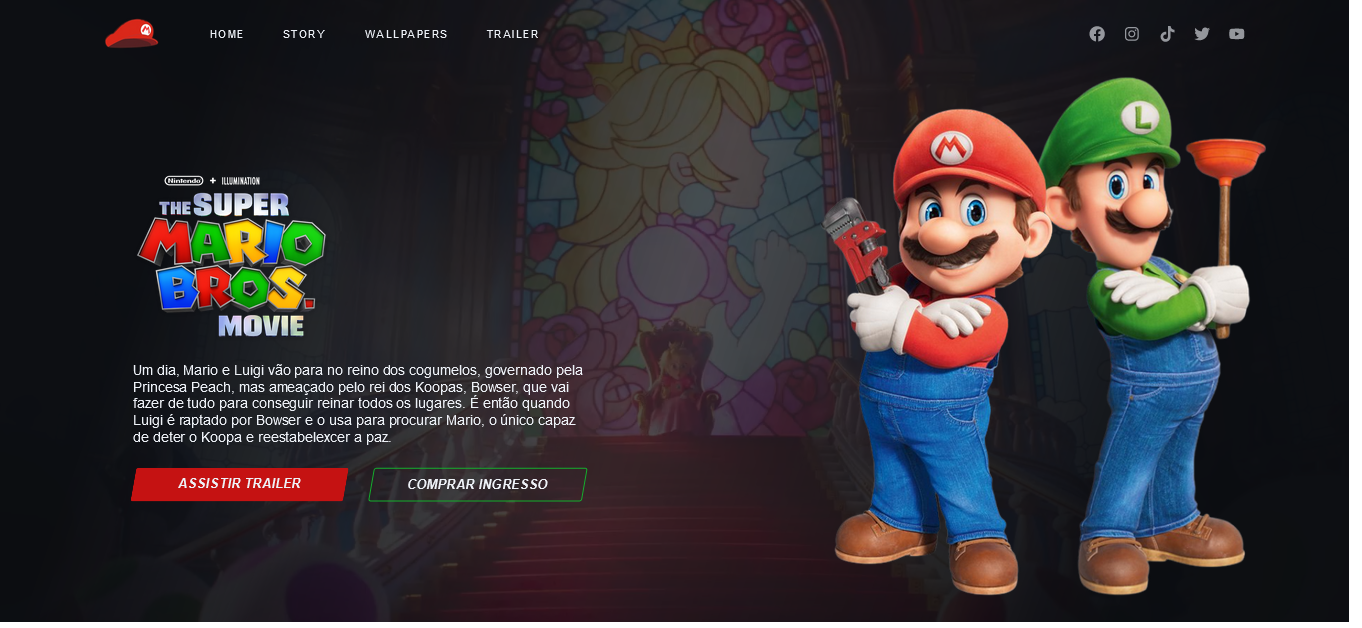 HOME STORY WALLPAPERS TRAILER
Nintendo + ILLUMINATION
THE SUPER
MARIO
BROS.
MOVIE
Um dia, Mario e Luigi vão para no reino dos cogumelos, governado pela
Princesa Peach, mas ameaçado pelo rei dos Koopas, Bowser, que vai
fazer de tudo para conseguir reinar todos os lugares. É então quando
Luigi é raptado por Bowser e o usa para procurar Mario, o único capaz
de deter o Koopa e reestabelexcer a paz.
ASSISTIR TRAILER COMPRAR INGRESSO
M
L
M